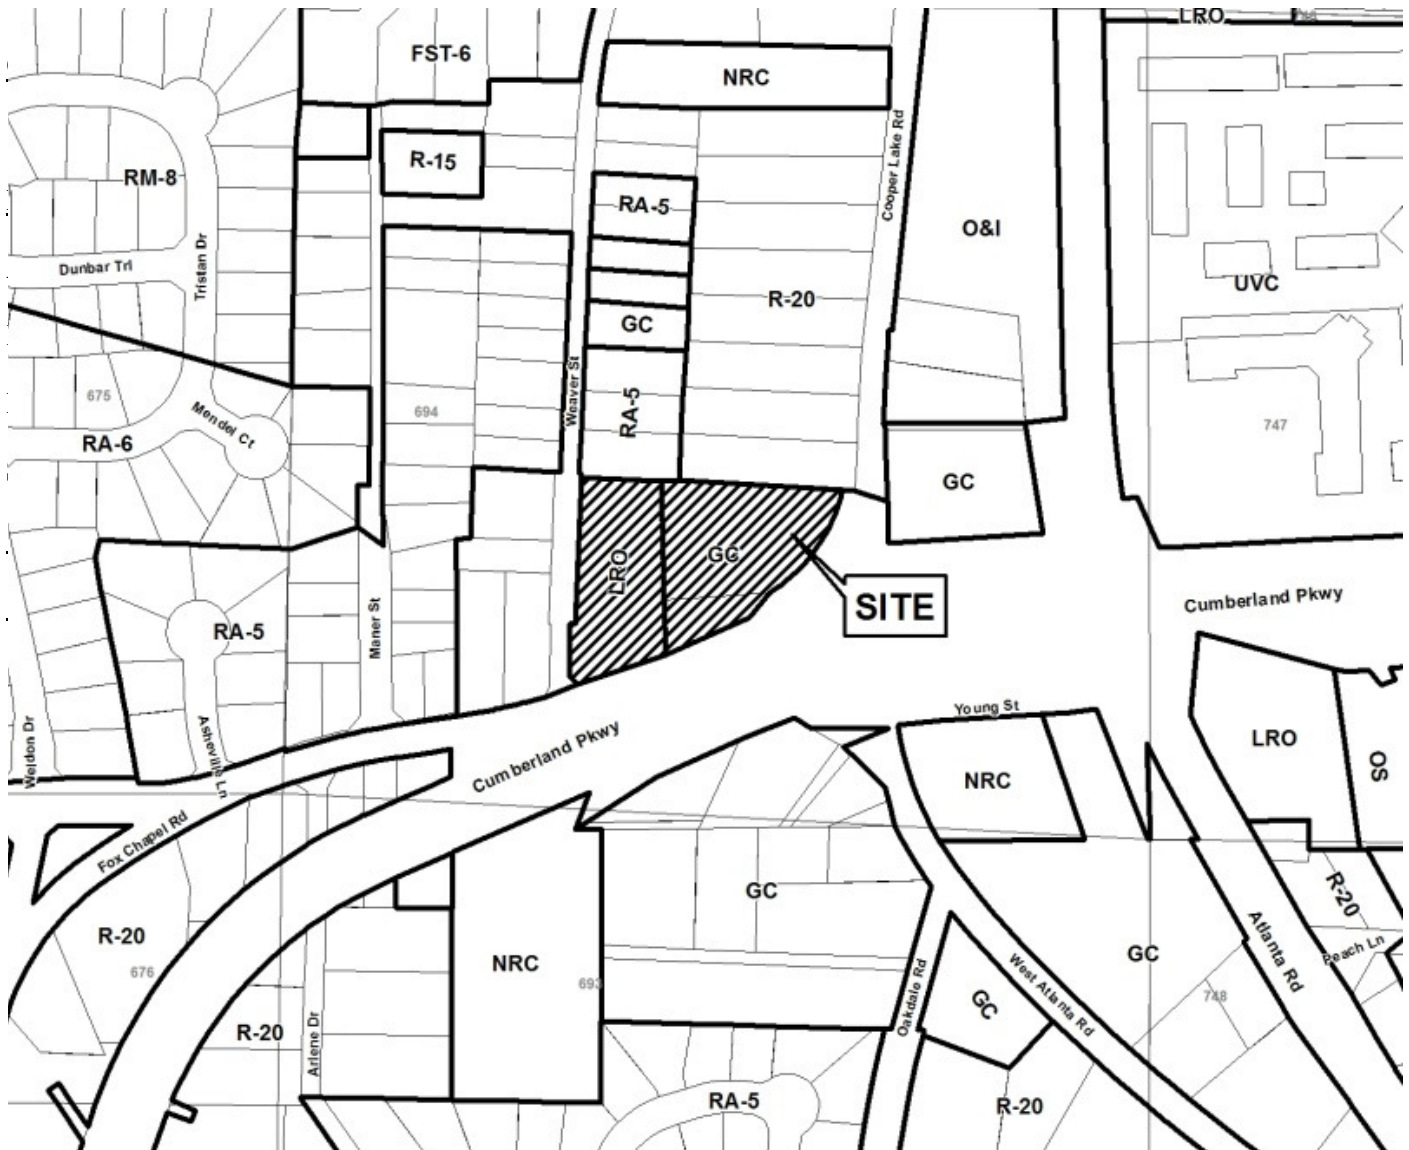 LRO
FST-6
NRC
R-15
RM-8
RA-5
Cooper Lake Rd
O&I
Dunbar Trl
Tristan Dr
UVC
R-20
GC
Weaver St
675
694
RA-5
Mendel Ct
RA-6
747
GC
LRO
GC
SITE
Cumberland Pkwy
Maner St
RA-5
Young St
Weldon Dr
Asheville Ln
Cumberland Pkwy
LRO
OS
NRC
Fox Chapel Rd
GC
R-20
R-20
676
NRC
693
GC
Atlanta Rd
Peach Ln
Oakdale Rd
GC
West Atlanta Rd
748
R-20
Arlene Dr
RA-5
R-20